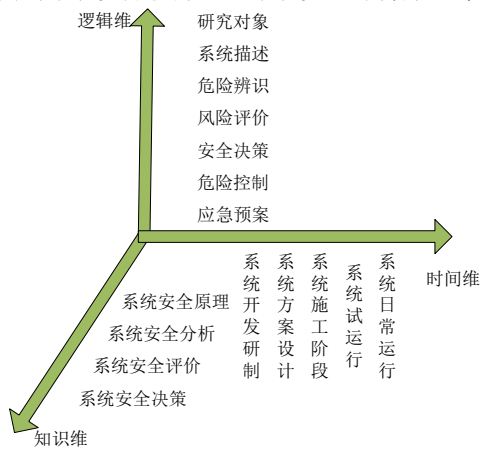 逻辑维
研究对象
系统描述
危险辨识
风险评价
安全决策
危险控制
应急预案
时间维
系统开发研制
系统方案设计
系统施工阶段
系统试运行
系统日常运行
系统安全原理
系统安全分析
系统安全评价
系统安全决策
知识维